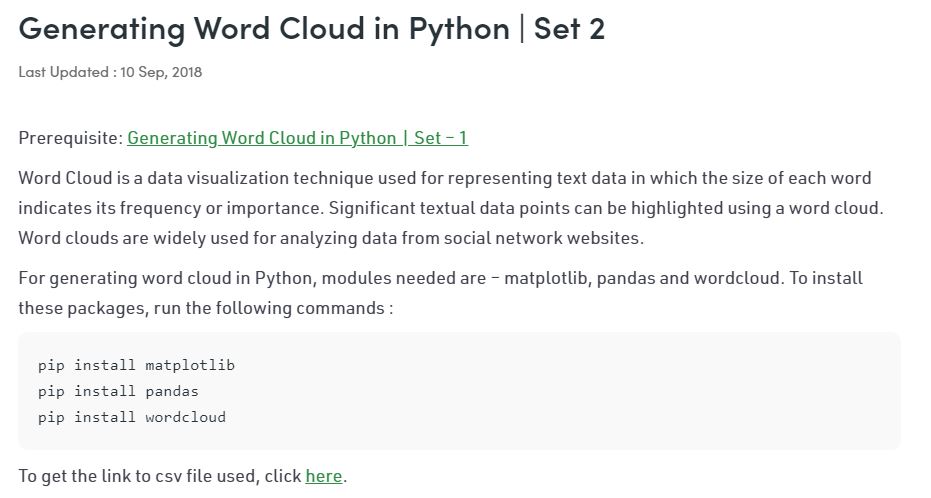 Generating Word Cloud in Python | Set 2
Last Updated : 10 Sep, 2018
Prerequisite: Generating Word Cloud in Python | Set – 1
Word Cloud is a data visualization technique used for representing text data in which the size of each word
indicates its frequency or importance. Significant textual data points can be highlighted using a word cloud.
Word clouds are widely used for analyzing data from social network websites.
For generating word cloud in Python, modules needed are – matplotlib, pandas and wordcloud. To install
these packages, run the following commands :
pip install matplotlib
pip install pandas
pip install wordcloud
To get the link to csv file used, click here.